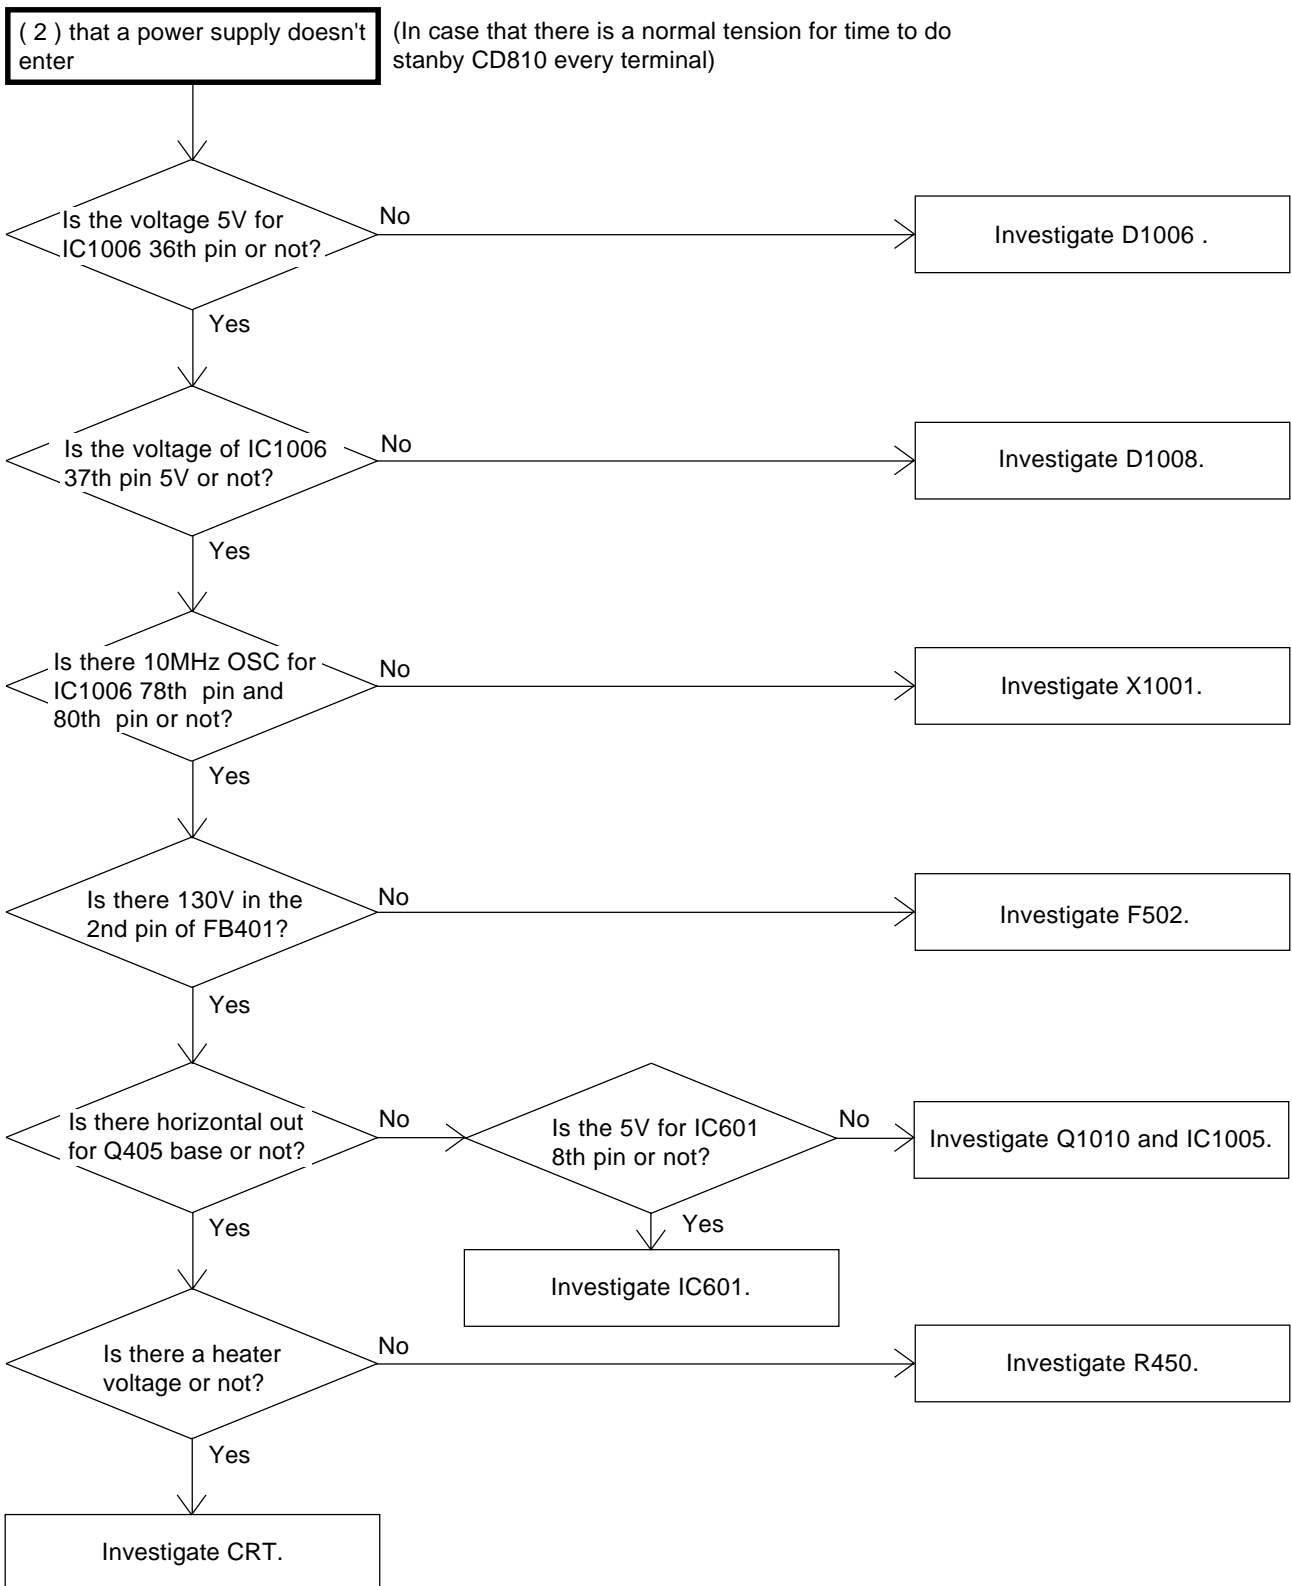 ( 2 ) that a power supply doesn't
enter
(In case that there is a normal tension for time to do
stanby CD810 every terminal)
Is the voltage 5V for
IC1006 36th pin or not?
No
Investigate D1006 .
Yes
Is the voltage of IC1006
37th pin 5V or not?
No
Investigate D1008.
Yes
Is there 10MHz OSC for
IC1006 78th  pin and
80th  pin or not?
No
Investigate X1001.
Yes
Is there 130V in the
2nd pin of FB401?
No
Investigate F502.
Yes
Is there horizontal out
for Q405 base or not?
No
Is the 5V for IC601
8th pin or not?
No
Investigate Q1010 and IC1005.
Yes
Investigate IC601.
Yes
Is there a heater
voltage or not?
No
Investigate R450.
Yes
Investigate CRT.